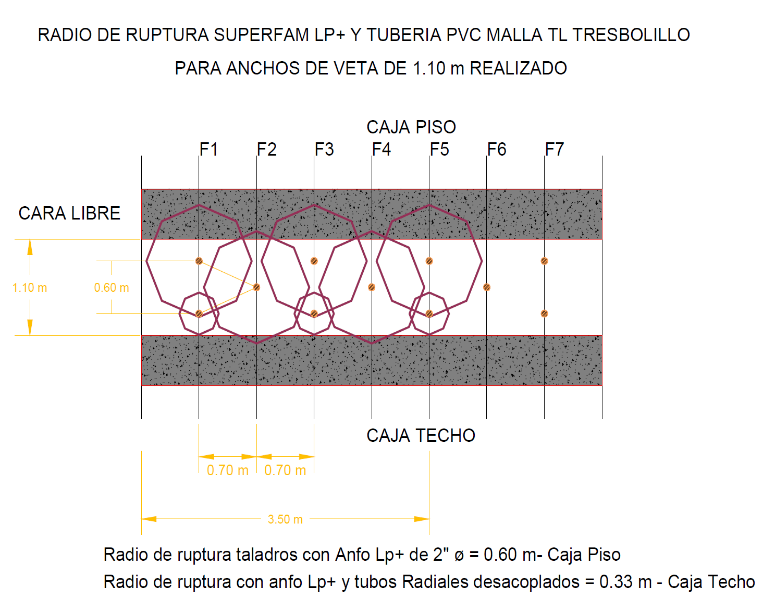 RADIO DE RUPTURA SUPERFAM LP+ Y TUBERIA PVC MALLA TL TRESBOLILLO
PARA ANCHOS DE VETA DE 1.10 m REALIZADO
CAJA PISO
F1 F2 F3 F4 F5 F6 F7
CARA LIBRE
1.10 m
0.60 m
CAJA TECHO
0.70 m 0.70 m
3.50 m
Radio de ruptura taladros con Anfo Lp+ de 2" ø = 0.60 m- Caja Piso
Radio de ruptura con anfo Lp+ y tubos Radiales desacoplados = 0.33 m - Caja Techo